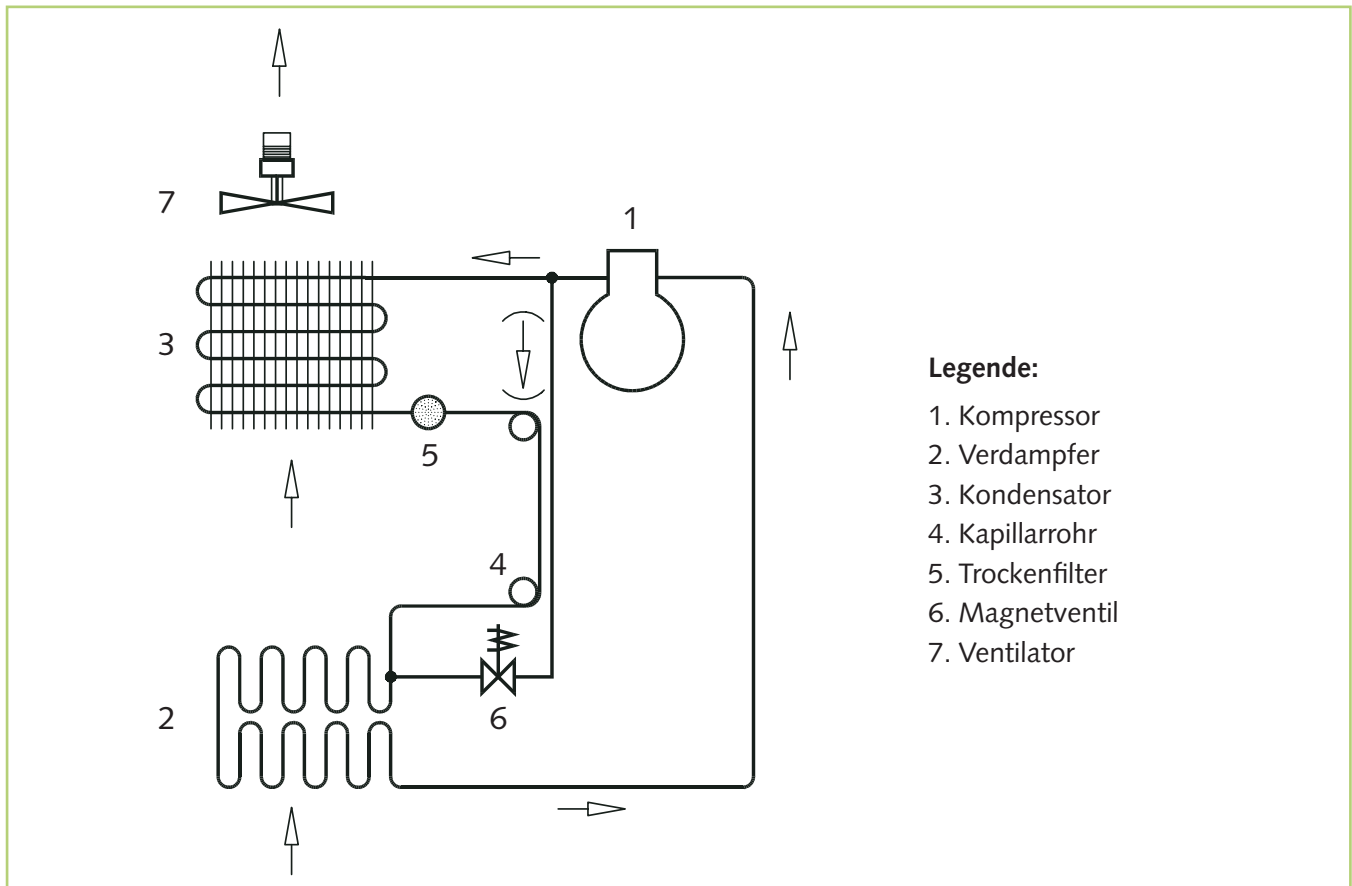 7
1
3
5
4
2
6
Legende:
1. Kompressor
2. Verdampfer
3. Kondensator
4. Kapillarrohr
5. Trockenfilter
6. Magnetventil
7. Ventilator